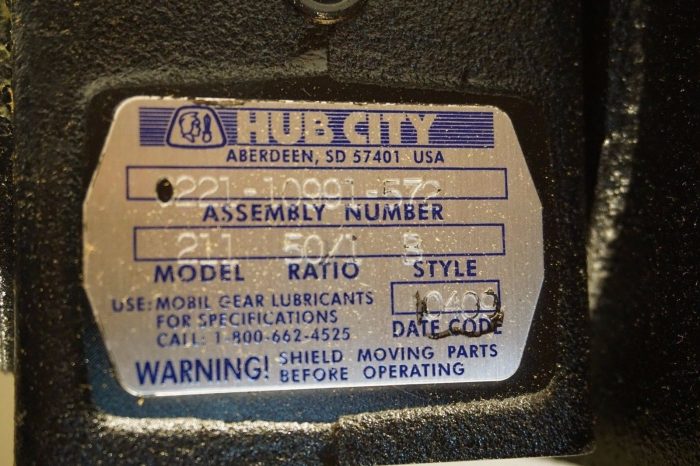 HUB CITY
ABERDEEN, SD 57401 USA
0221-10991-572
ASSEMBLY NUMBER
211 50/1 B
MODEL RATIO STYLE
USE: MOBIL GEAR LUBRICANTS
FOR SPECIFICATIONS
CALL: 1-800-662-4525
DATE CODE
WARNING! SHIELD MOVING PARTS
BEFORE OPERATING